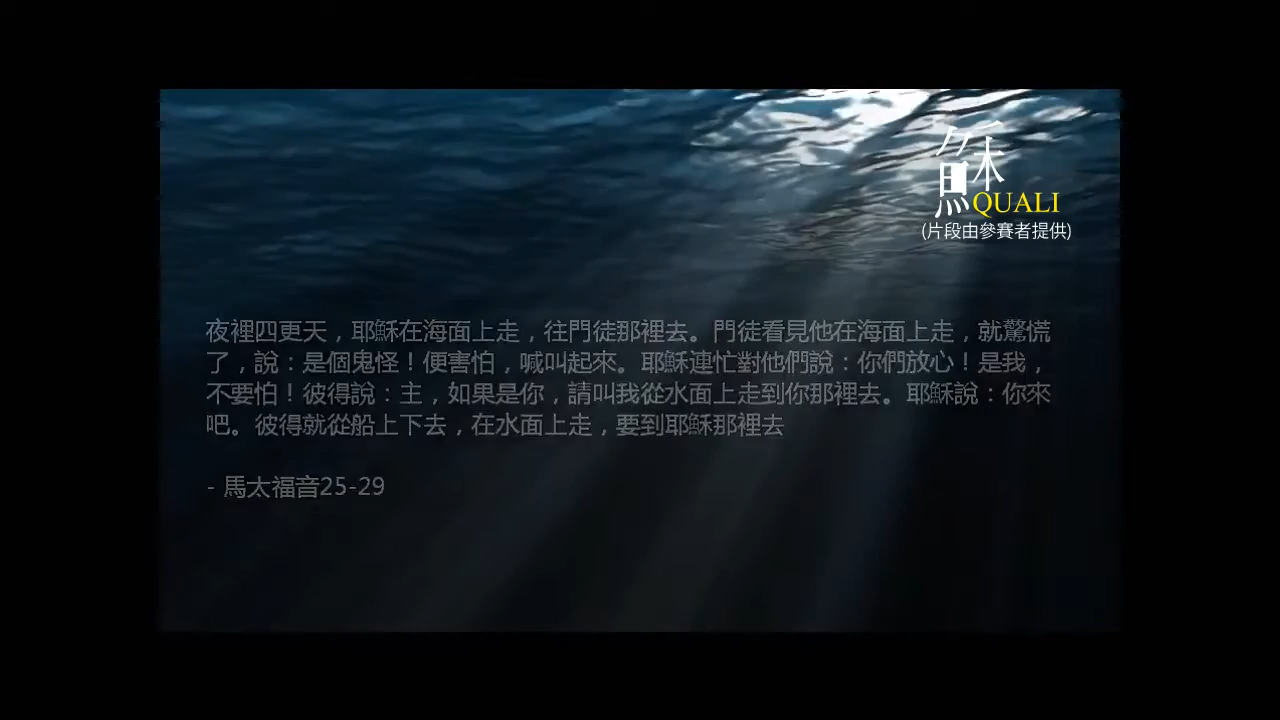 穌
QUALI
(片段由參賽者提供)
夜裡四更天，耶穌在海面上走，往門徒那裡去。門徒看見他在海面上走，就驚慌
了，說：是個鬼怪！便害怕，喊叫起來。耶穌連忙對他們說：你們放心！是我，
不要怕！彼得說：主，如果是你，請叫我從水面上走到你那裡去。耶穌說：你來
吧。彼得就從船上下去，在水面上走，要到耶穌那裡去
- 馬太福音25-29